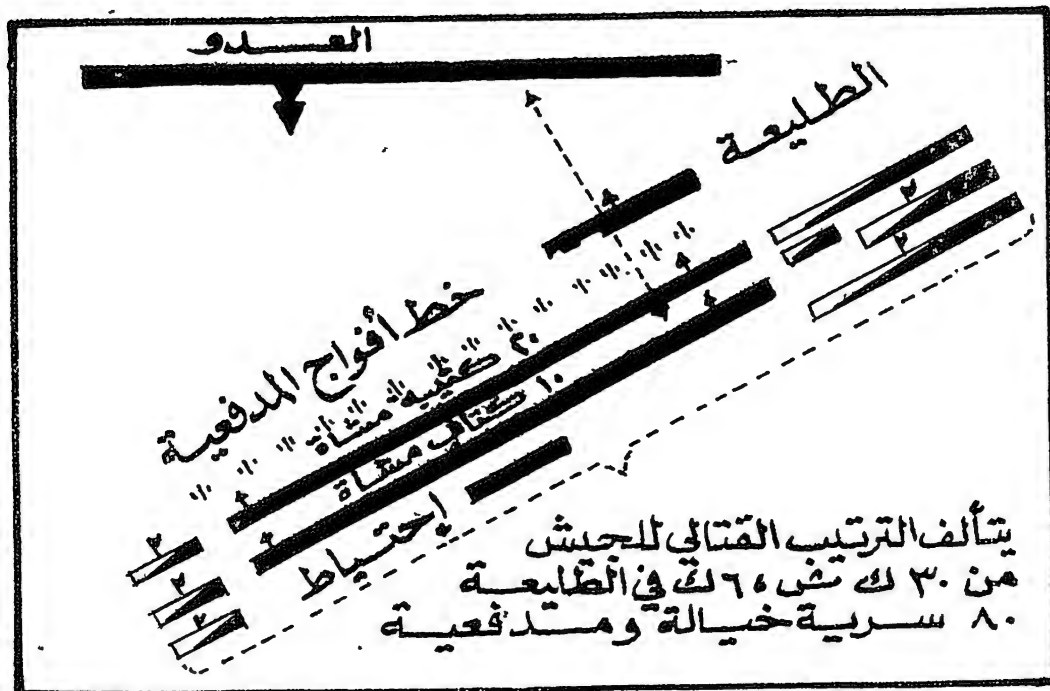 العدو
الطليعة
خط أفواج المدفعية
٢٠ كتيبة مشاة
١٠ كتائب مشاة
إحتياط
يتألف الترتيب القتالي للجيش
من ٣٠ ك مش، ٦ ك في الطليعة
٨٠ سرية خيالة ومدفعية